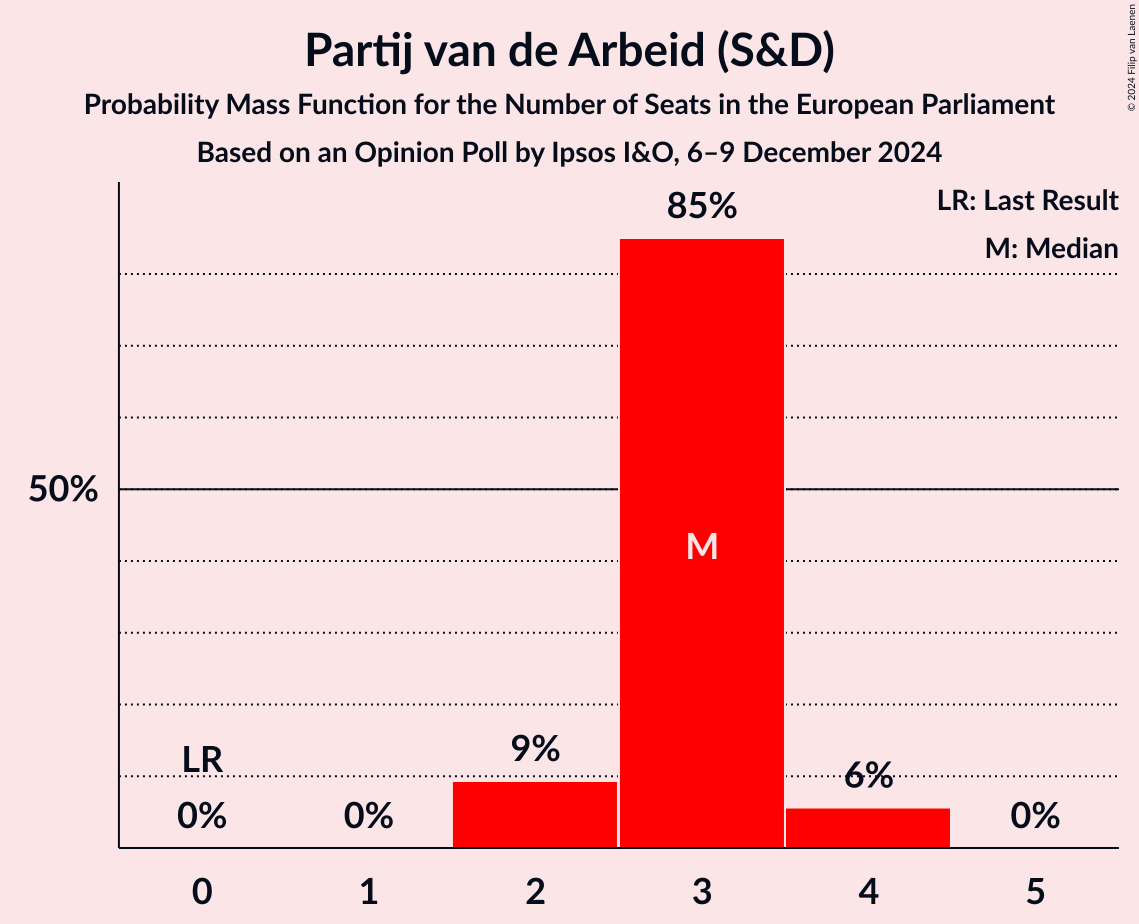 Partij van de Arbeid (S&D)
Probability Mass Function for the Number of Seats in the European Parliament
Based on an Opinion Poll by Ipsos I&O, 6–9 December 2024
© 2024 Filip van Laenen
LR: Last Result
M: Median
85%
50%
M
LR
9%
6%
0%
0%
0%
0
1
2
3
4
5